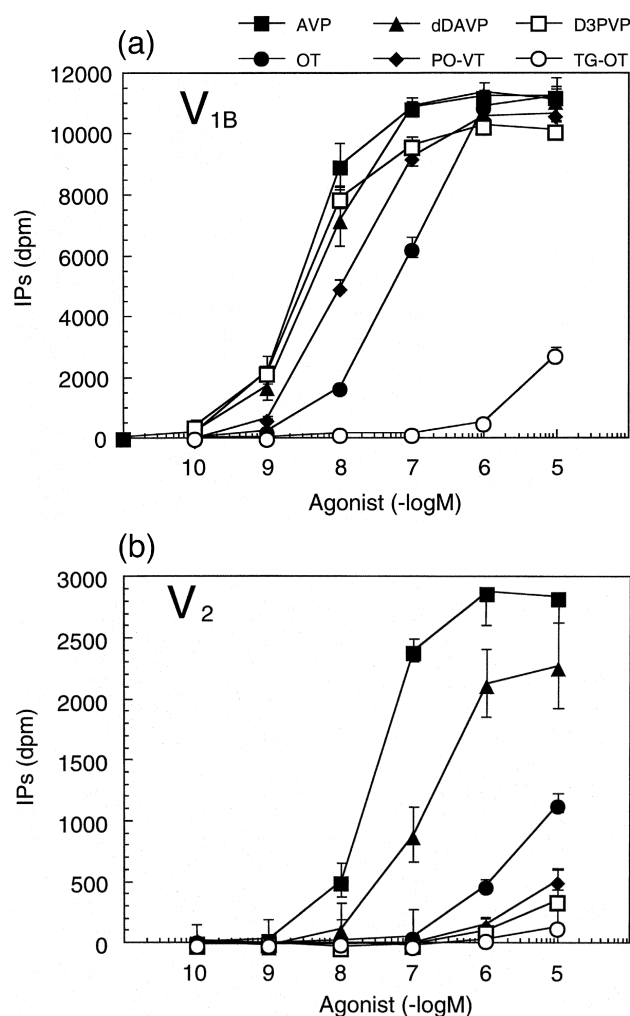 AVP dDAVP D3PVP
(a)
OT PO-VT TG-OT
12000
V1B
10000
8000
6000
4000
2000
0
IPs (dpm)
10 9 8 7 6 5
Agonist (-logM)
(b)
3000
V2
2500
2000
1500
1000
500
0
IPs (dpm)
10 9 8 7 6 5
Agonist (-logM)